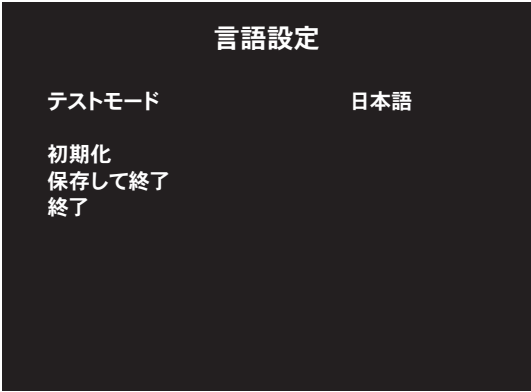 言語設定
テストモード 日本語
初期化
保存して終了
終了